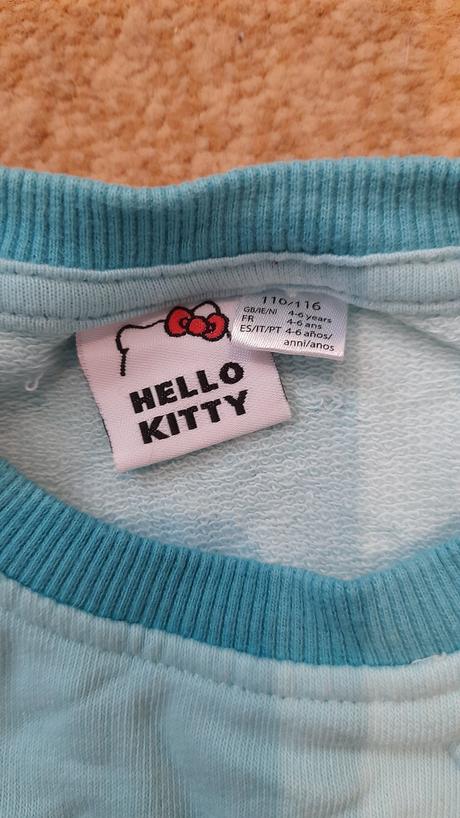 HELLO
KITTY
110/116
GB/IE/NI 4-6 years
FR 4-6 ans
ES/IT/PT 4-6 años/
anni/anos